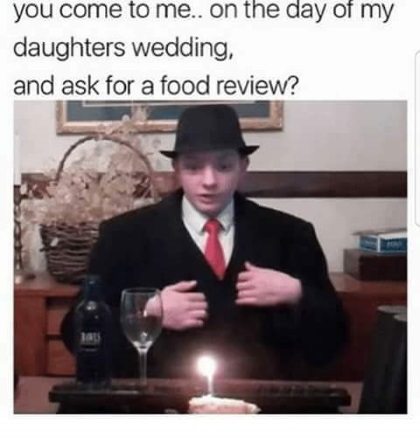 you come to me.. on the day of my
daughters wedding,
and ask for a food review?